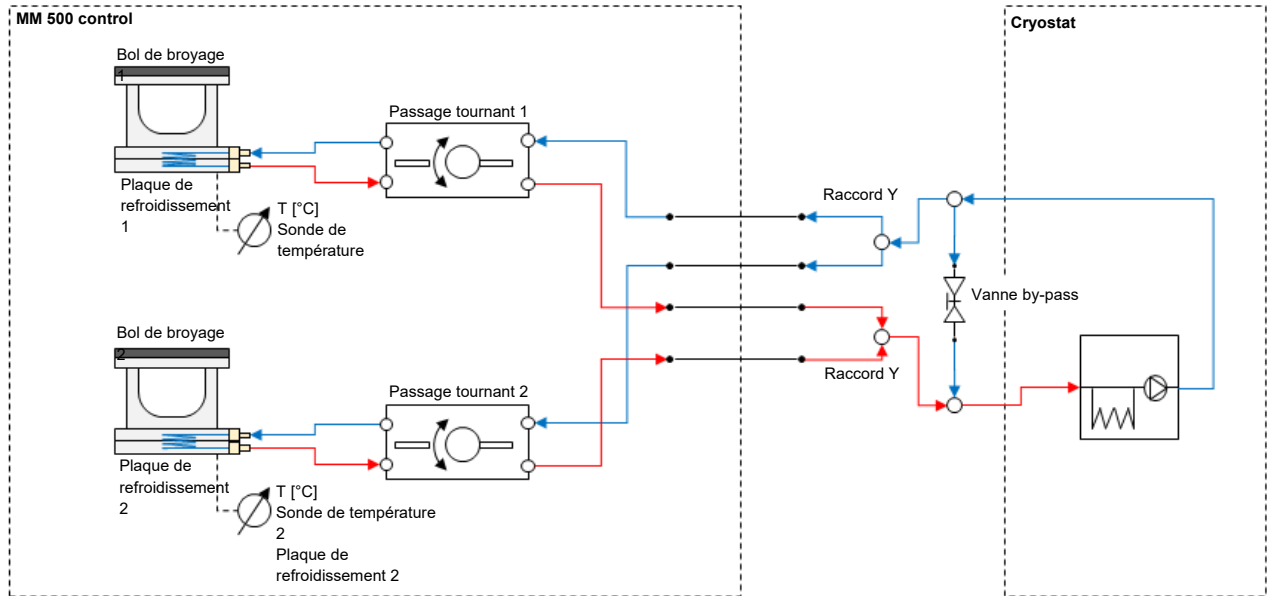 MM 500 control
Cryostat
Bol de broyage
1
Passage tournant 1
Plaque de
refroidissement
1
T [°C]
Sonde de
température
Raccord Y
Vanne by-pass
Raccord Y
Bol de broyage
2
Passage tournant 2
Plaque de
refroidissement
2
T [°C]
Sonde de température
2
Plaque de
refroidissement 2